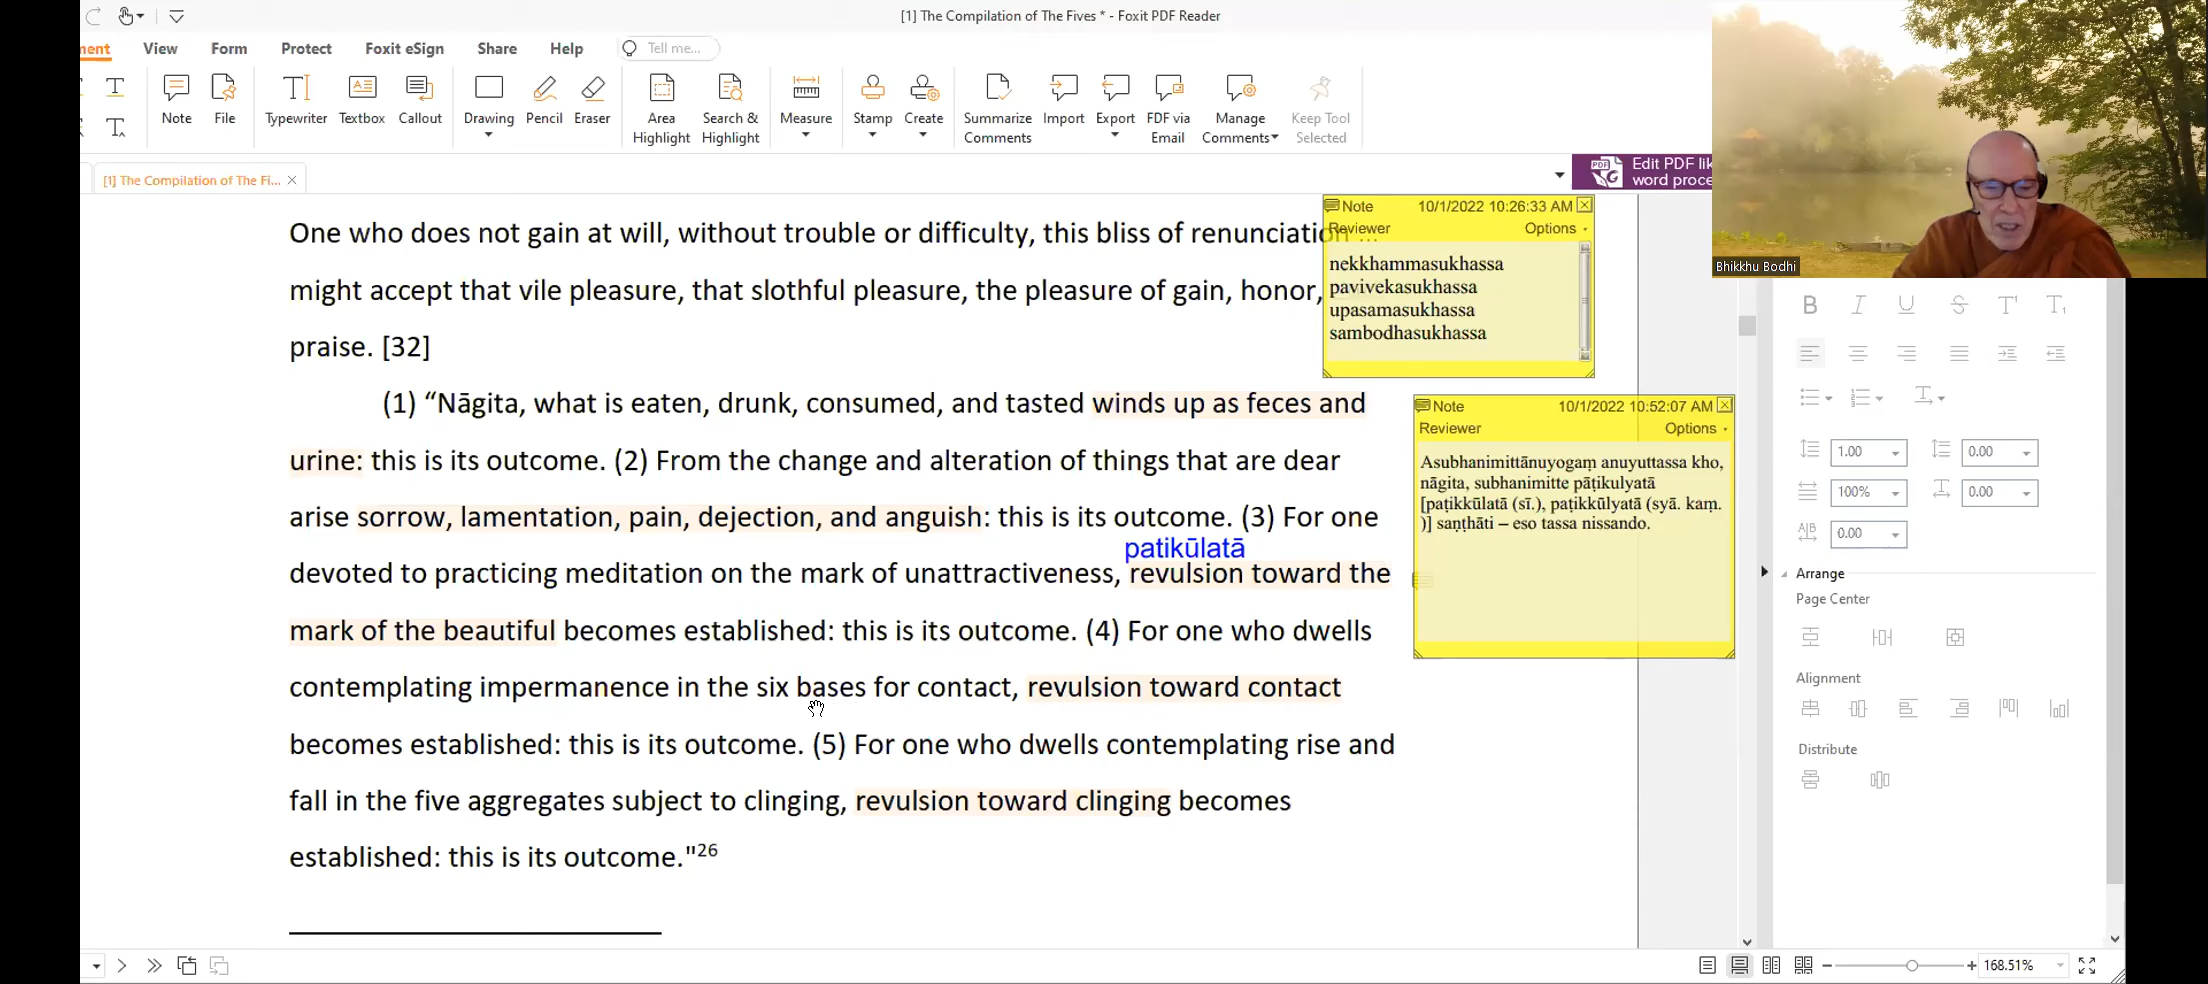 [1] The Compilation of The Fives * - Foxit PDF Reader
ment View Form Protect Foxit eSign Share Help Tell me...
Note File Typewriter Textbox Callout Drawing Pencil Eraser Area Highlight Search & Highlight Measure Stamp Create Summarize Comments Import Export FDF via Email Manage Comments Keep Tool Selected
[1] The Compilation of The Fi...
Edit PDF lik
word proce
Bhikkhu Bodhi
One who does not gain at will, without trouble or difficulty, this bliss of renunciation ...
might accept that vile pleasure, that slothful pleasure, the pleasure of gain, honor,
praise. [32]
(1) “Nāgita, what is eaten, drunk, consumed, and tasted winds up as feces and
urine: this is its outcome. (2) From the change and alteration of things that are dear
arise sorrow, lamentation, pain, dejection, and anguish: this is its outcome. (3) For one
patikūlatā
devoted to practicing meditation on the mark of unattractiveness, revulsion toward the
mark of the beautiful becomes established: this is its outcome. (4) For one who dwells
contemplating impermanence in the six bases for contact, revulsion toward contact
becomes established: this is its outcome. (5) For one who dwells contemplating rise and
fall in the five aggregates subject to clinging, revulsion toward clinging becomes
established: this is its outcome."26
Note 10/1/2022 10:26:33 AM
Reviewer Options
nekkhammasukhassa
pavivekasukhassa
upasamasukhassa
sambodhasukhassa
Note 10/1/2022 10:52:07 AM
Reviewer Options
Asubhanimittānuyogaṃ anuyuttassa kho,
nāgita, subhanimitte pāṭikulyatā
[paṭikkūlatā (sī.), paṭikkūlyatā (syā. kaṃ.
)] saṇṭhāti – eso tassa nissando.
B I U S T T
1.00 0.00
100% 0.00
A|B 0.00
Arrange
Page Center
Alignment
Distribute
168.51%